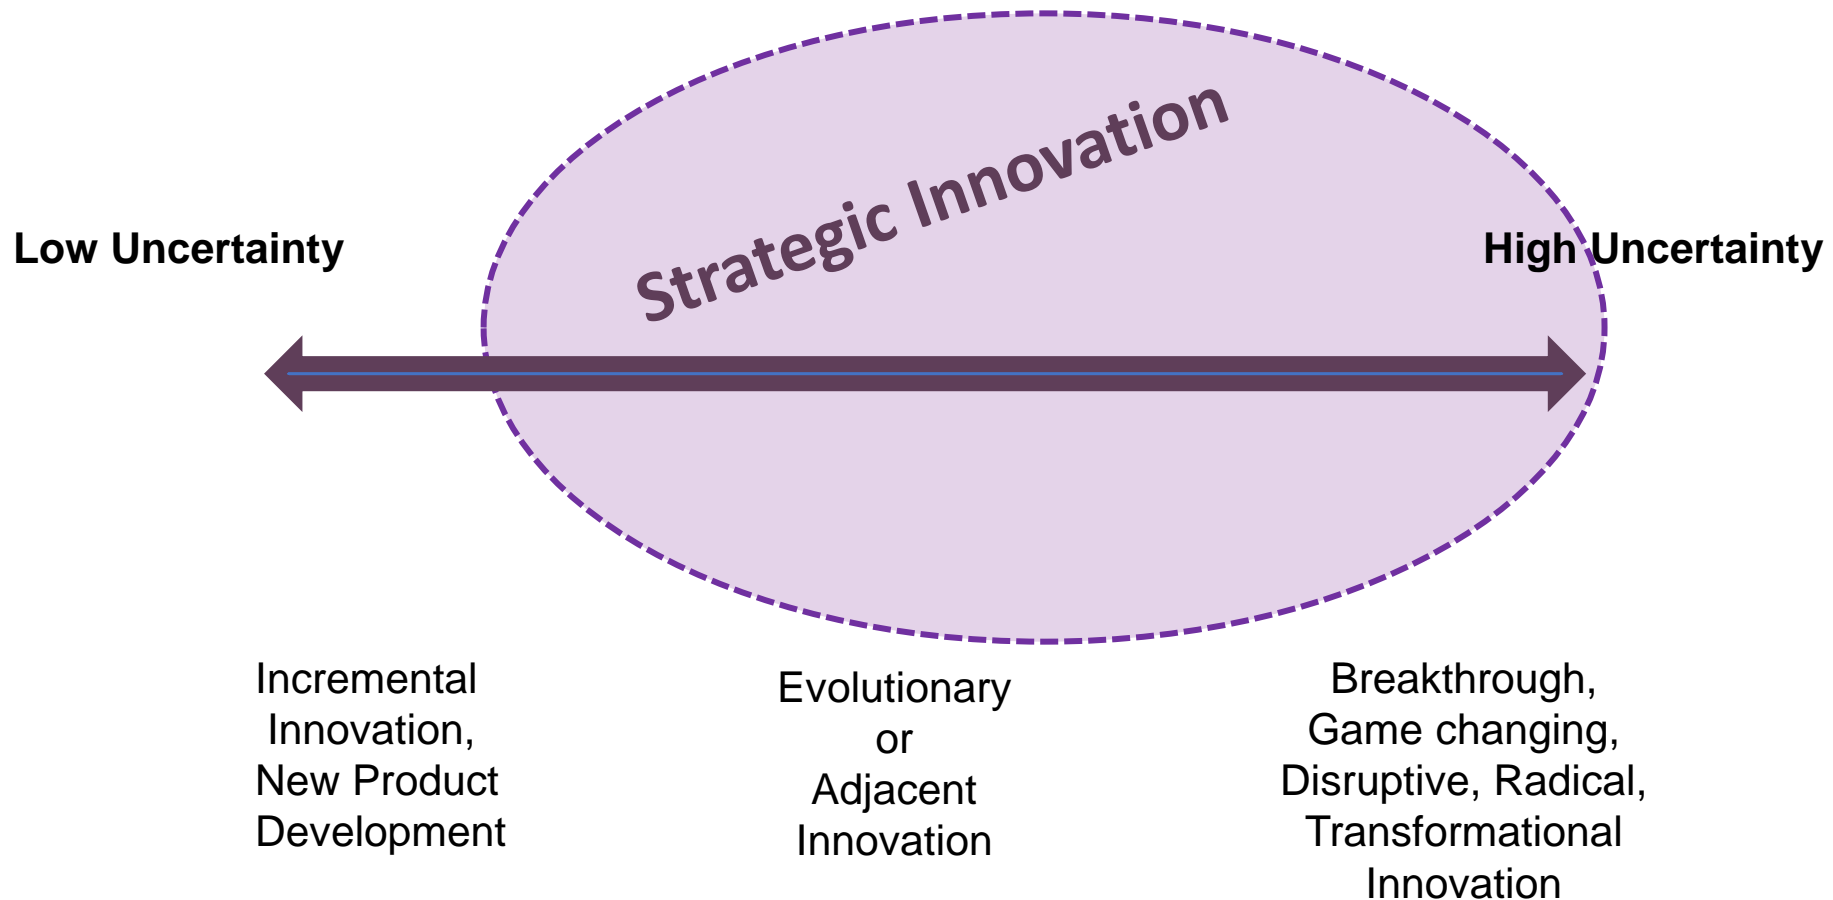 Strategic Innovation
Low Uncertainty
High Uncertainty
Incremental
Innovation,
New Product
Development
Evolutionary
or
Adjacent
Innovation
Breakthrough,
Game changing,
Disruptive, Radical,
Transformational
Innovation